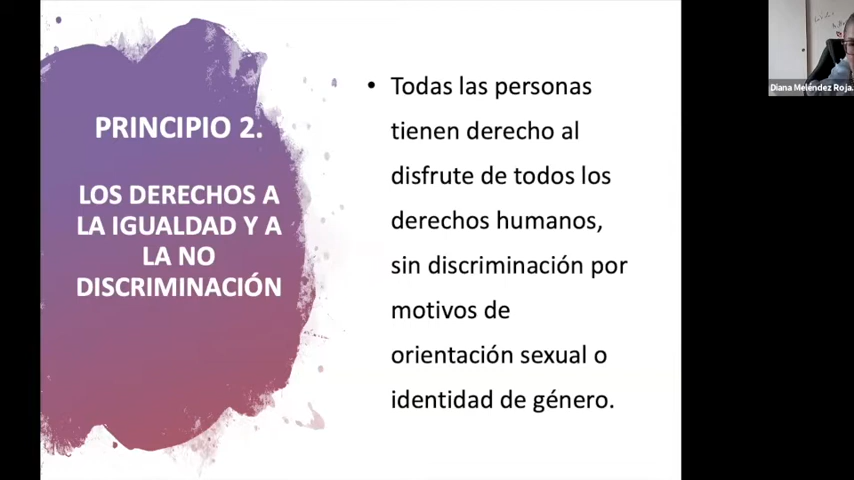 PRINCIPIO 2.
LOS DERECHOS A
LA IGUALDAD Y A
LA NO
DISCRIMINACIÓN
• Todas las personas
tienen derecho al
disfrute de todos los
derechos humanos,
sin discriminación por
motivos de
orientación sexual o
identidad de género.
Diana Meléndez Roja.